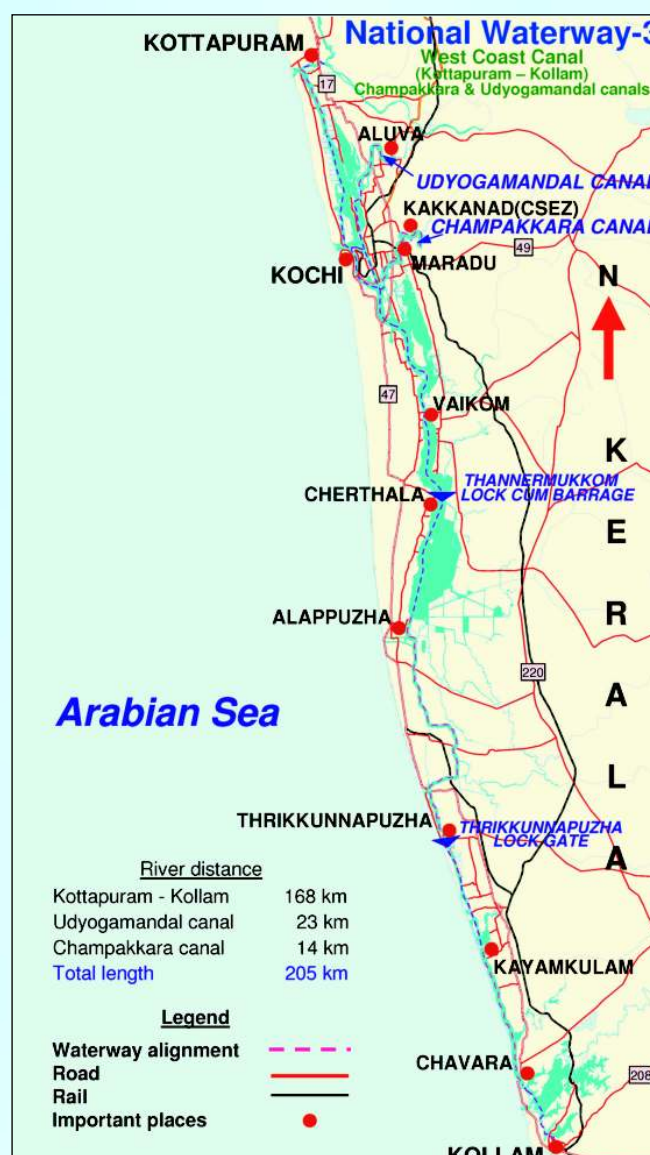 National Waterway-3
West Coast Canal
(Kottapuram – Kollam)
Champakkara & Udyogamandal canals
KOTTAPURAM
17
ALUVA
UDYOGAMANDAL CANAL
KAKKANAD(CSEZ)
CHAMPAKKARA CANAL
49
MARADU
KOCHI
N
47
VAIKOM
THANNERMUKKOM
LOCK CUM BARRAGE
CHERTHALA
K
E
R
A
L
A
ALAPPUZHA
220
Arabian Sea
THRIKKUNNAPUZHA
THRIKKUNNAPUZHA
LOCK GATE
River distance
Kottapuram - Kollam 168 km
Udyogamandal canal 23 km
Champakkara canal 14 km
Total length 205 km
KAYAMKULAM
Legend
Waterway alignment
Road
Rail
Important places
CHAVARA
208
KOLLAM